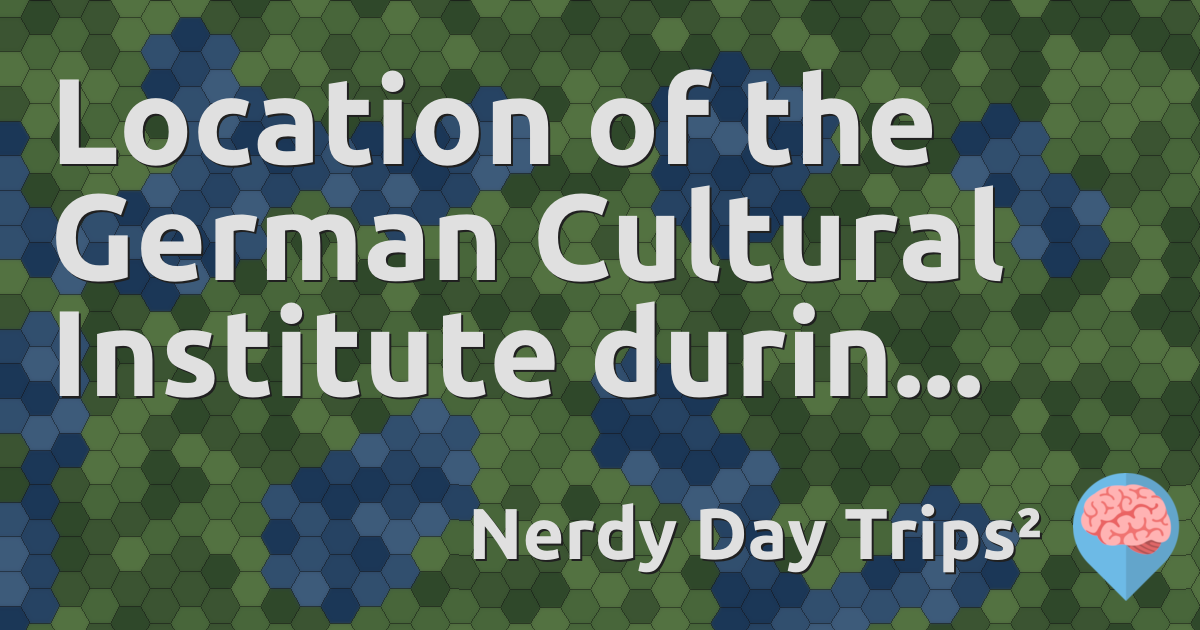 Location of the
German Cultural
Institute durin...
Nerdy Day Trips²